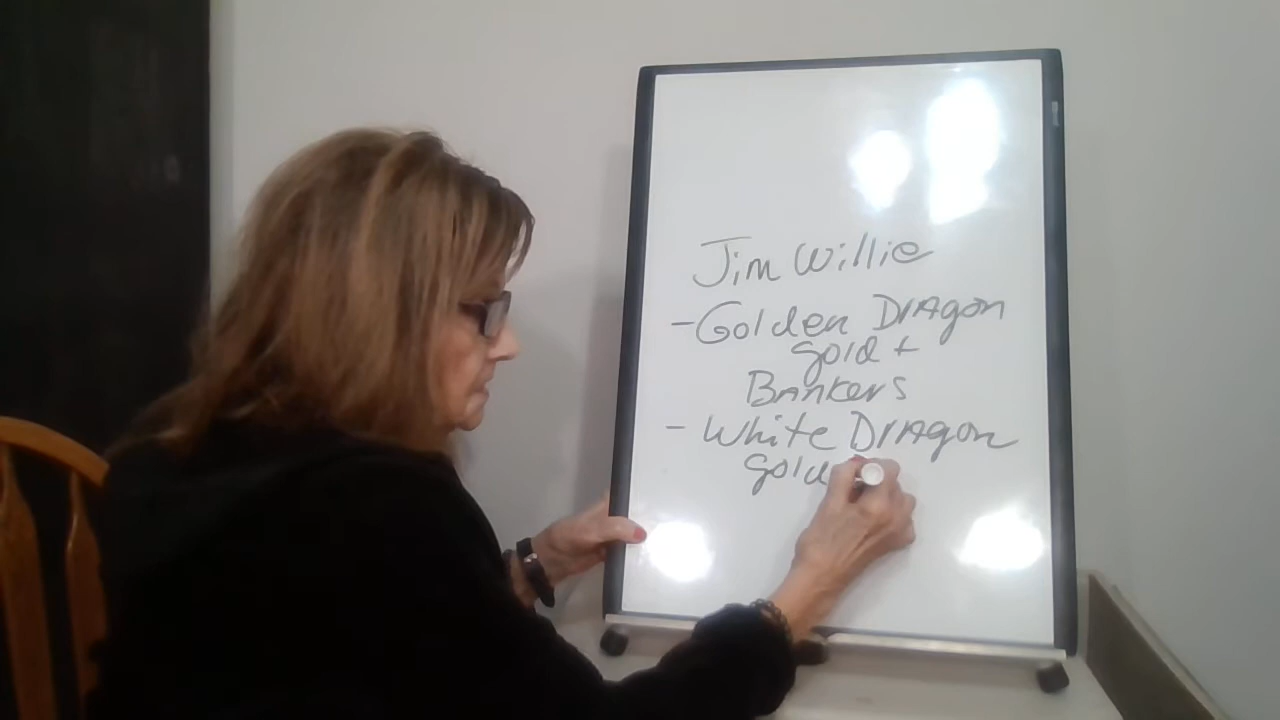 Jim Willie
- Golden Dragon
gold +
Bankers
- White Dragon
gold